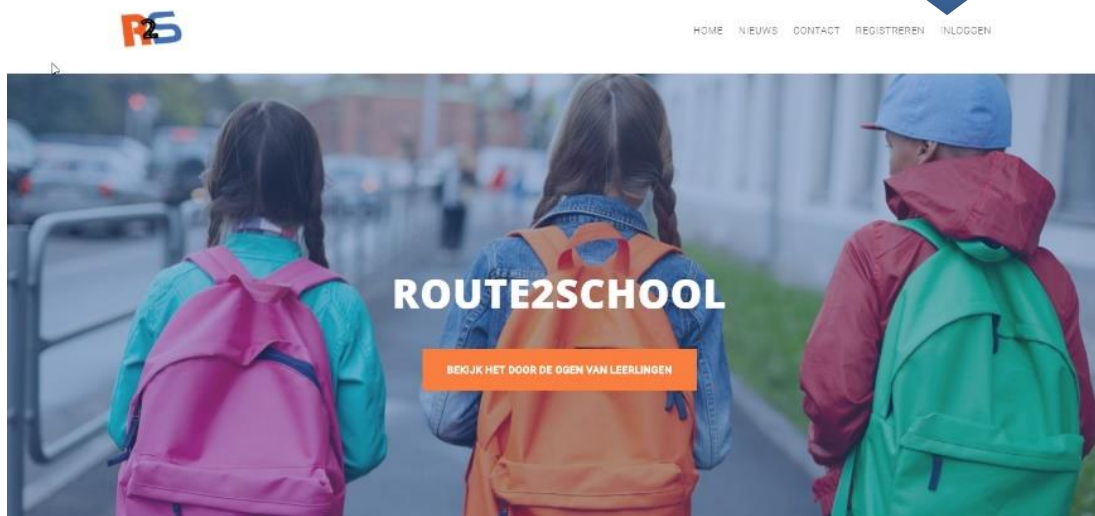 R2S
HOME NIEUWS CONTACT REGISTREREN INLOGGEN
ROUTE2SCHOOL
BEKIJK HET DOOR DE OGEN VAN LEERLINGEN